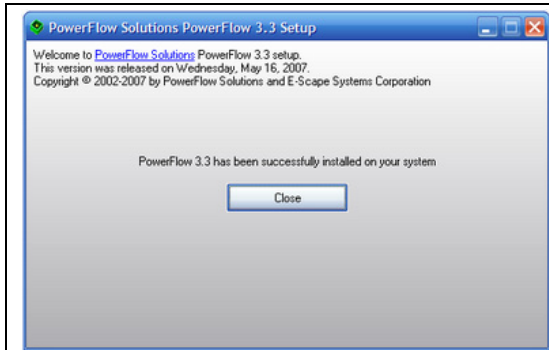 PowerFlow Solutions PowerFlow 3.3 Setup
Welcome to PowerFlow Solutions PowerFlow 3.3 setup.
This version was released on Wednesday, May 16, 2007.
Copyright © 2002-2007 by PowerFlow Solutions and E-Scape Systems Corporation
PowerFlow 3.3 has been successfully installed on your system
Close